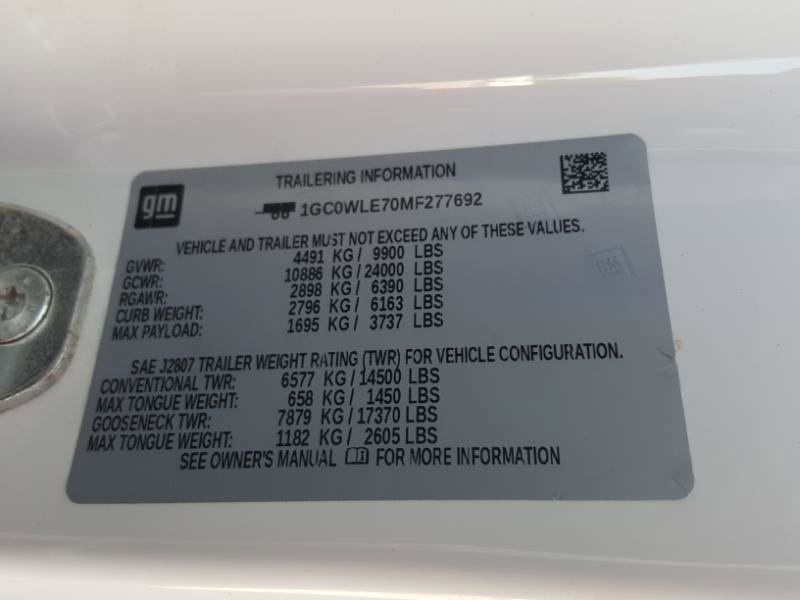 gm
TRAILERING INFORMATION
1GC0WLE70MF277692
VEHICLE AND TRAILER MUST NOT EXCEED ANY OF THESE VALUES.
GVWR: 4491 KG / 9900 LBS
GCWR: 10886 KG / 24000 LBS
RGAWR: 2898 KG / 6390 LBS
CURB WEIGHT: 2796 KG / 6163 LBS
MAX PAYLOAD: 1695 KG / 3737 LBS
GM
SAE J2807 TRAILER WEIGHT RATING (TWR) FOR VEHICLE CONFIGURATION.
CONVENTIONAL TWR: 6577 KG / 14500 LBS
MAX TONGUE WEIGHT: 658 KG / 1450 LBS
GOOSENECK TWR: 7879 KG / 17370 LBS
MAX TONGUE WEIGHT: 1182 KG / 2605 LBS
SEE OWNER'S MANUAL FOR MORE INFORMATION